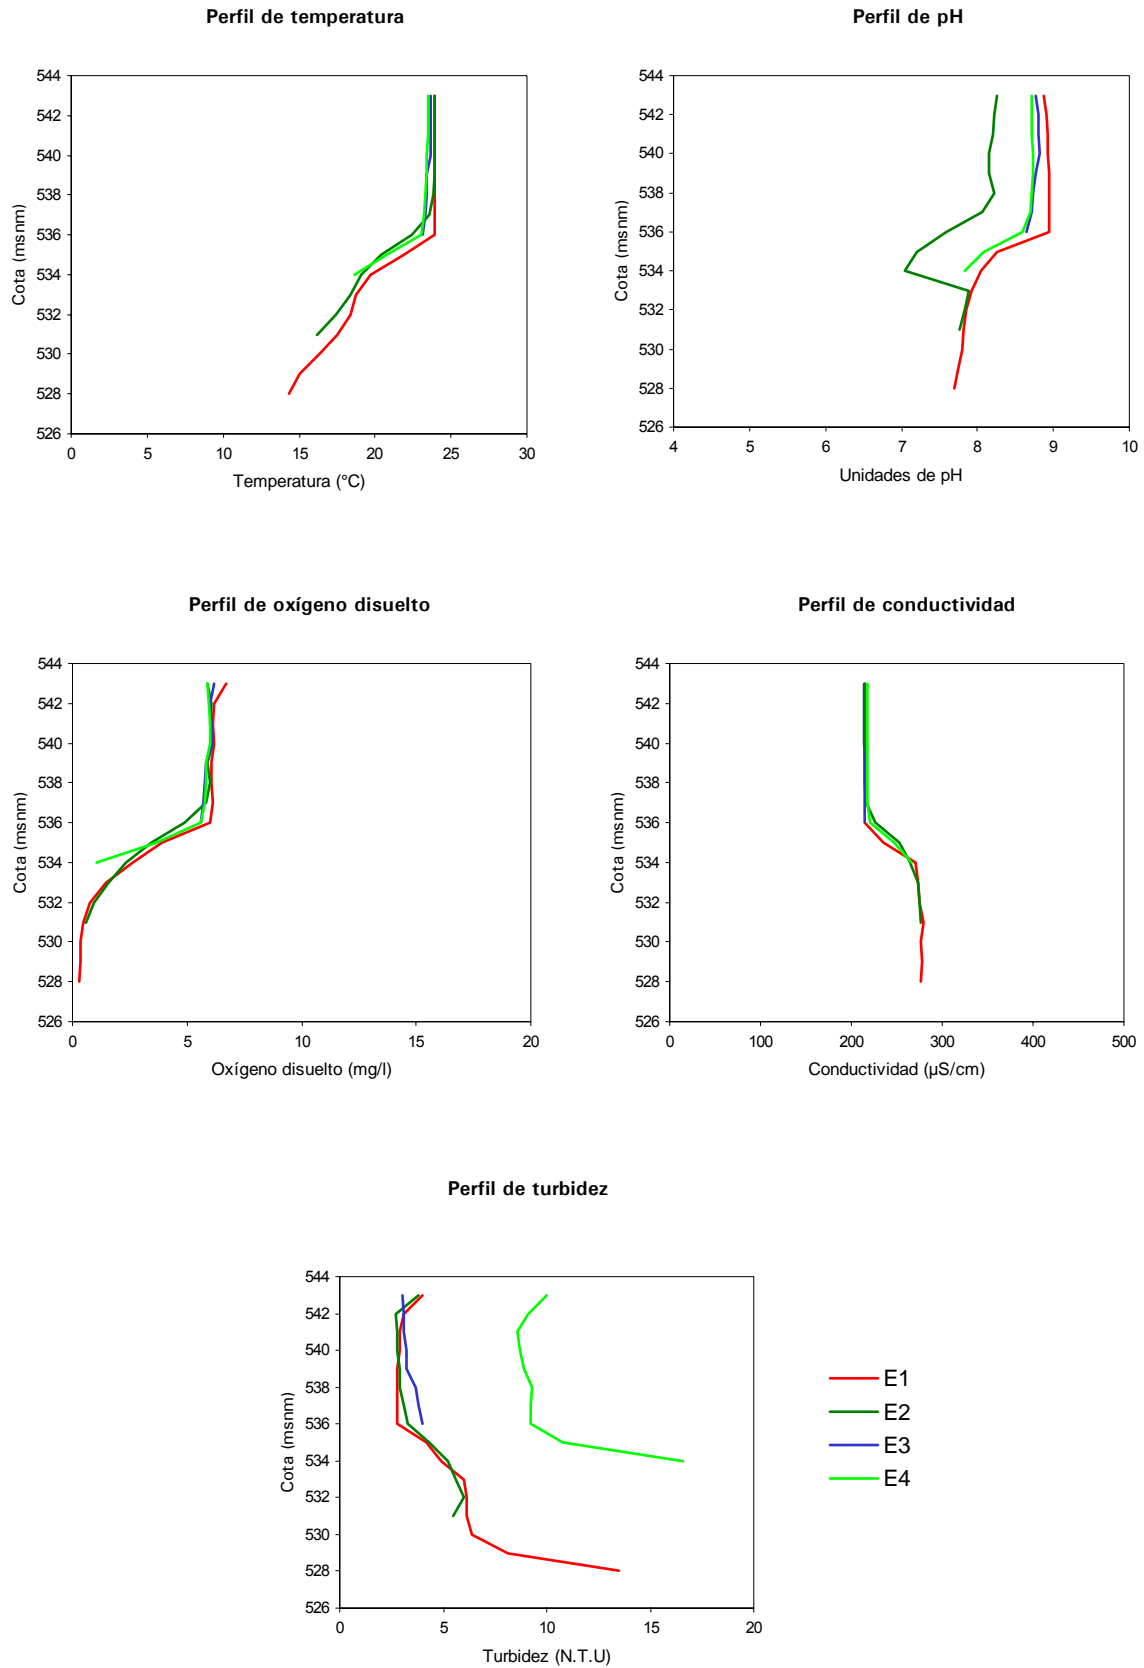 Perfil de temperatura
544
542
540
538
536
534
532
530
528
526
Cota (msnm)
0 5 10 15 20 25 30
Temperatura (°C)
Perfil de pH
544
542
540
538
536
534
532
530
528
526
Cota (msnm)
4 5 6 7 8 9 10
Unidades de pH
Perfil de oxígeno disuelto
544
542
540
538
536
534
532
530
528
526
Cota (msnm)
0 5 10 15 20
Oxígeno disuelto (mg/l)
Perfil de conductividad
544
542
540
538
536
534
532
530
528
526
Cota (msnm)
0 100 200 300 400 500
Conductividad (µS/cm)
Perfil de turbidez
544
542
540
538
536
534
532
530
528
526
Cota (msnm)
0 5 10 15 20
Turbidez (N.T.U)
E1
E2
E3
E4